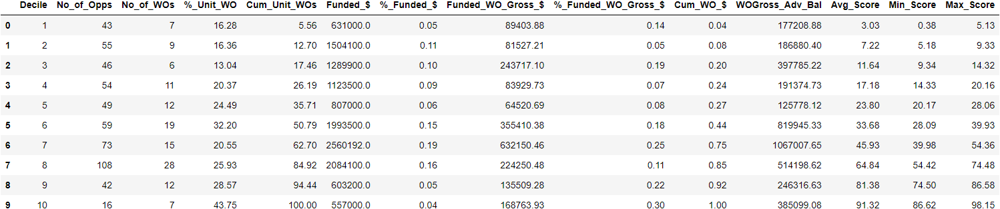 Decile No_of_Opps No_of_WOs %_Unit_WO Cum_Unit_WOs Funded_$ %_Funded_$ Funded_WO_Gross_$ %_Funded_WO_Gross_$ Cum_WO_$ WOGross_Adv_Bal Avg_Score Min_Score Max_Score
0 1 43 7 16.28 5.56 631000.0 0.05 89403.88 0.14 0.04 177208.88 3.03 0.38 5.13
1 2 55 9 16.36 12.70 1504100.0 0.11 81527.21 0.05 0.08 186880.40 7.22 5.18 9.33
2 3 46 6 13.04 17.46 1289900.0 0.10 243717.10 0.19 0.20 397785.22 11.64 9.34 14.32
3 4 54 11 20.37 26.19 1123500.0 0.09 83929.73 0.07 0.24 191374.73 17.18 14.33 20.16
4 5 49 12 24.49 35.71 807000.0 0.06 64520.69 0.08 0.27 125778.12 23.80 20.17 28.06
5 6 59 19 32.20 50.79 1993500.0 0.15 355410.38 0.18 0.44 819945.33 33.68 28.09 39.93
6 7 73 15 20.55 62.70 2560192.0 0.19 632150.46 0.25 0.75 1067007.65 45.93 39.98 54.36
7 8 108 28 25.93 84.92 2084100.0 0.16 224250.48 0.11 0.85 514198.62 64.84 54.42 74.48
8 9 42 12 28.57 94.44 603200.0 0.05 135509.28 0.22 0.92 246316.63 81.38 74.50 86.58
9 10 16 7 43.75 100.00 557000.0 0.04 168763.93 0.30 1.00 385099.08 91.32 86.62 98.15